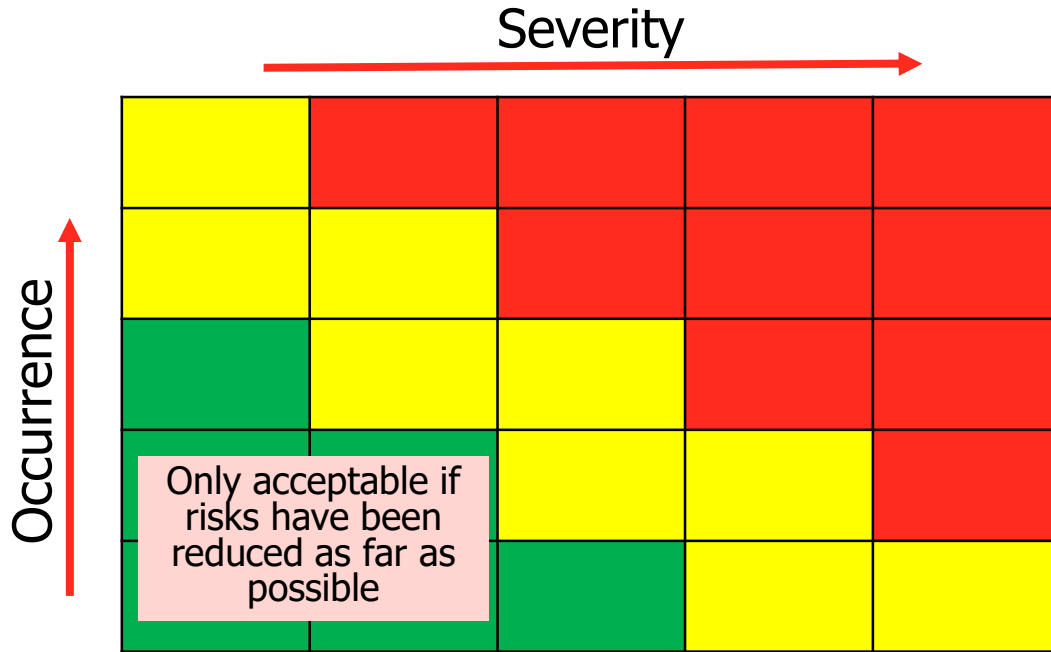 Severity
Occurrence
Only acceptable if
risks have been
reduced as far as
possible